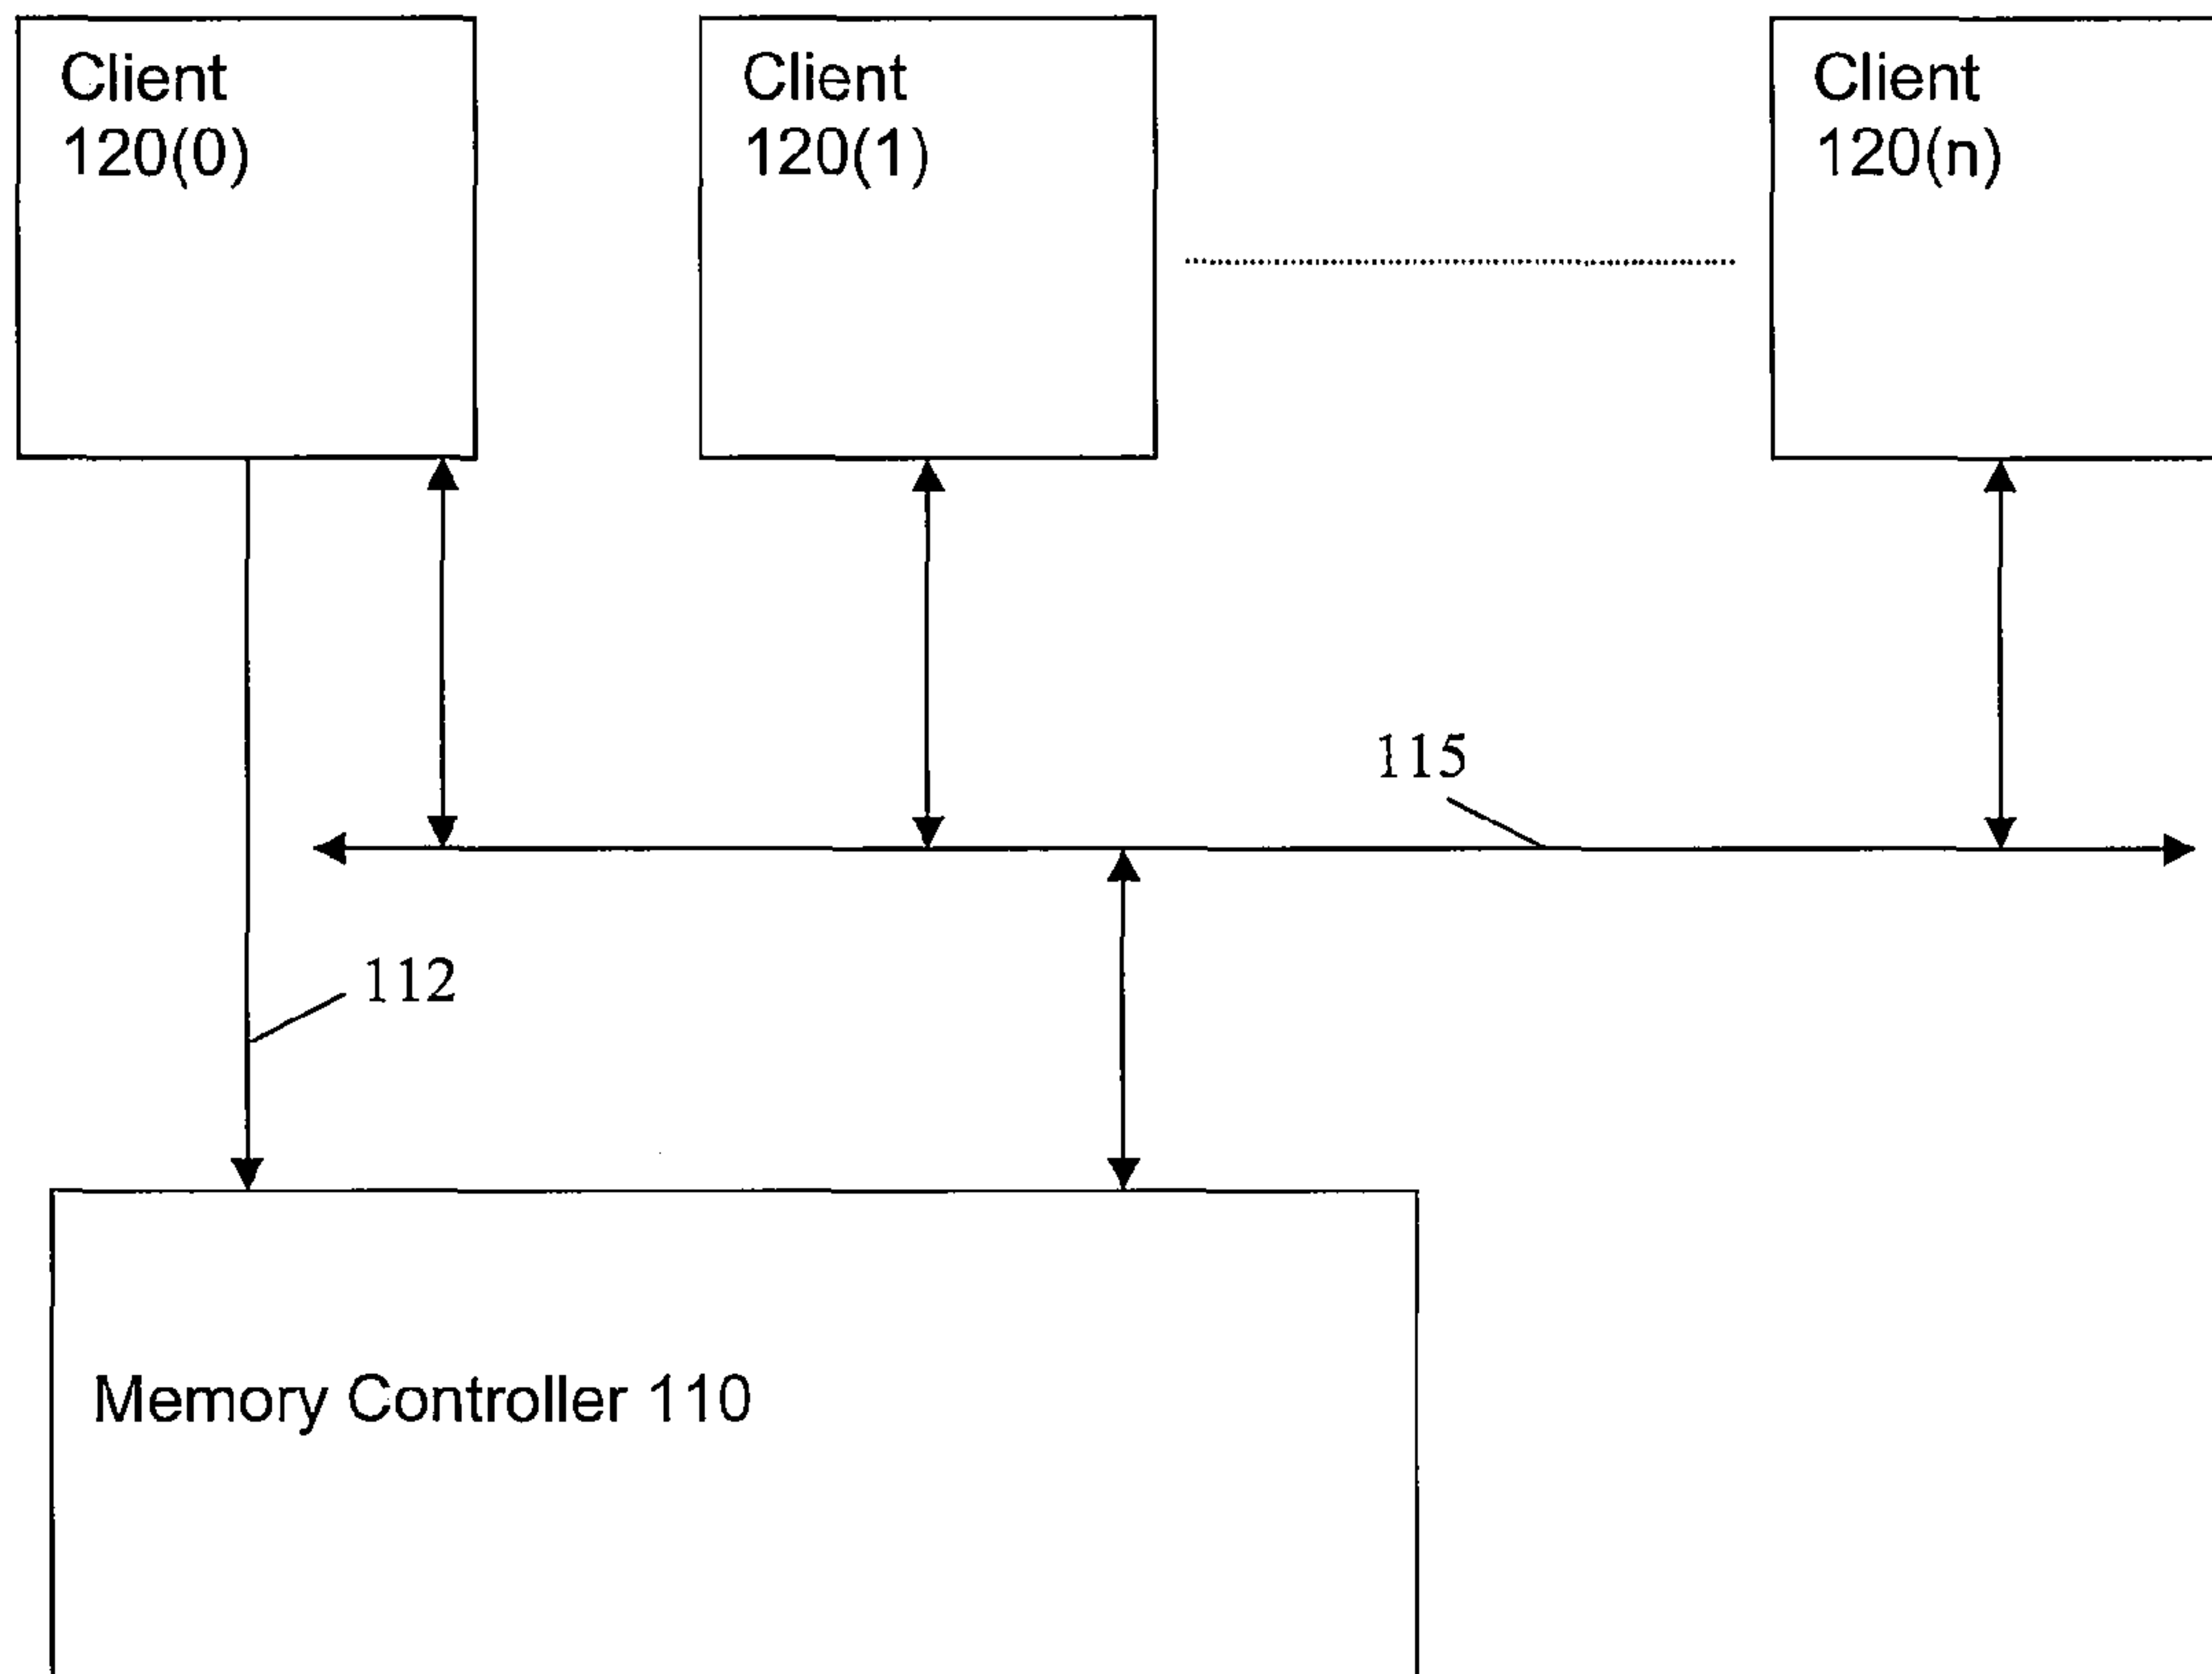 Client
120(0)
Client
120(1)
Client
120(n)
115
112
Memory Controller 110